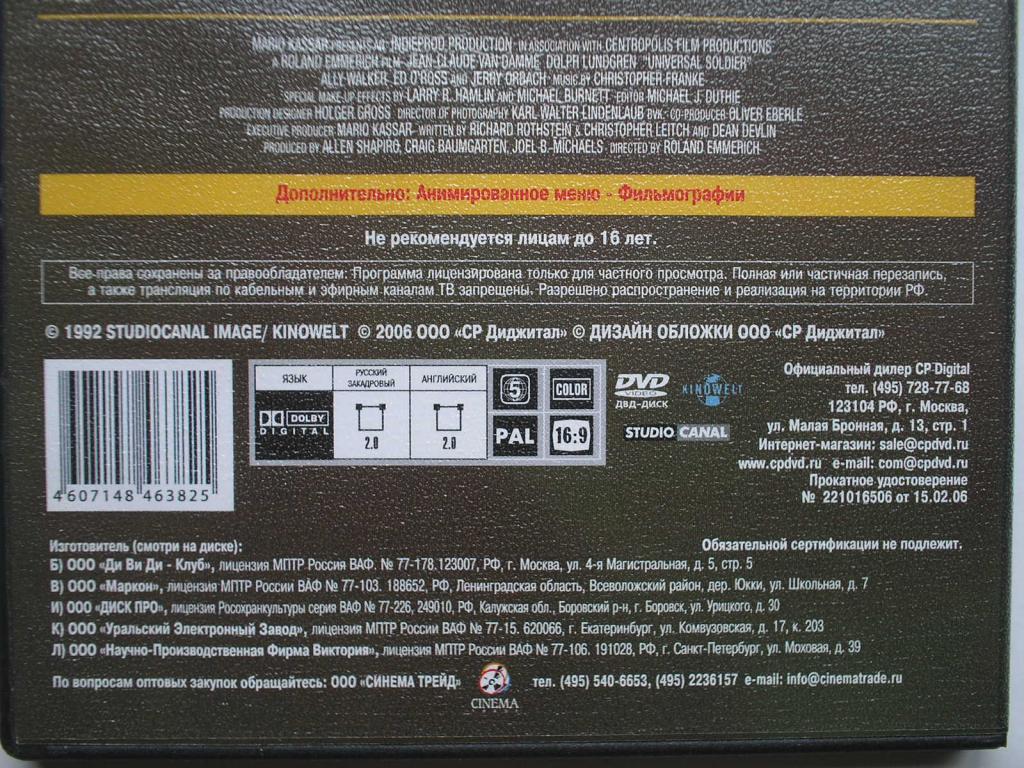 MARIO KASSAR PRESENTS AN INDIEPROD PRODUCTION IN ASSOCIATION WITH CENTROPOLIS FILM PRODUCTIONS
A ROLAND EMMERICH FILM JEAN-CLAUDE VAN DAMME DOLPH LUNDGREN "UNIVERSAL SOLDIER"
ALLY WALKER, ED O'ROSS AND JERRY ORBACH MUSIC BY CHRISTOPHER FRANKE
SPECIAL MAKE-UP EFFECTS BY LARRY R. HAMLIN AND MICHAEL BURNETT EDITOR MICHAEL J. DUTHIE
PRODUCTION DESIGNER HOLGER GROSS DIRECTOR OF PHOTOGRAPHY KARL WALTER LINDENLAUB BVK. CO-PRODUCER OLIVER EBERLE
EXECUTIVE PRODUCER MARIO KASSAR WRITTEN BY RICHARD ROTHSTEIN & CHRISTOPHER LEITCH AND DEAN DEVLIN
PRODUCED BY ALLEN SHAPIRO, CRAIG BAUMGARTEN, JOEL B. MICHAELS DIRECTED BY ROLAND EMMERICH
Дополнительно: Анимированное меню - Фильмографии
Не рекомендуется лицам до 16 лет.
Все права сохранены за правообладателем. Программа лицензирована только для частного просмотра. Полная или частичная перезапись,
а также трансляция по кабельным и эфирным каналам ТВ запрещены. Разрешено распространение и реализация на территории РФ.
© 1992 STUDIOCANAL IMAGE/ KINOWELT © 2006 ООО «СР Диджитал» © ДИЗАЙН ОБЛОЖКИ ООО «СР Диджитал»
4607148 463825
ЯЗЫК РУССКИЙ ЗАКАДРОВЫЙ АНГЛИЙСКИЙ
DOLBY DIGITAL 2.0 2.0
5 COLOR
PAL 16:9
DVD VIDEO
ДВД-ДИСК
KINOWELT
STUDIO CANAL
Официальный дилер CP-Digital
тел. (495) 728-77-68
123104 РФ, г. Москва,
ул. Малая Бронная, д. 13, стр. 1
Интернет-магазин: sale@cpdvd.ru
www.cpdvd.ru e-mail: com@cpdvd.ru
Прокатное удостоверение
№ 221016506 от 15.02.06
Изготовитель (смотри на диске): Обязательной сертификации не подлежит.
Б) ООО «Ди Ви Ди - Клуб», лицензия МПТР России ВАФ. № 77-178.123007, РФ, г. Москва, ул. 4-я Магистральная, д. 5, стр. 5
В) ООО «Маркон», лицензия МПТР России ВАФ № 77-103. 188652, РФ, Ленинградская область, Всеволожский район, дер. Юкки, ул. Школьная, д. 7
И) ООО «ДИСК ПРО», лицензия Росохранкультуры серия ВАФ № 77-226, 249010, РФ, Калужская обл., Боровский р-н, г. Боровск, ул. Урицкого, д. 30
К) ООО «Уральский Электронный Завод», лицензия МПТР России ВАФ № 77-15. 620066, г. Екатеринбург, ул. Комвузовская, д. 17, к. 203
Л) ООО «Научно-Производственная Фирма Виктория», лицензия МПТР России ВАФ № 77-106. 191028, РФ, г. Санкт-Петербург, ул. Моховая, д. 39
По вопросам оптовых закупок обращайтесь: ООО «СИНЕМА ТРЕЙД» тел. (495) 540-6653, (495) 2236157 e-mail: info@cinematrade.ru
CINEMA
TRADE